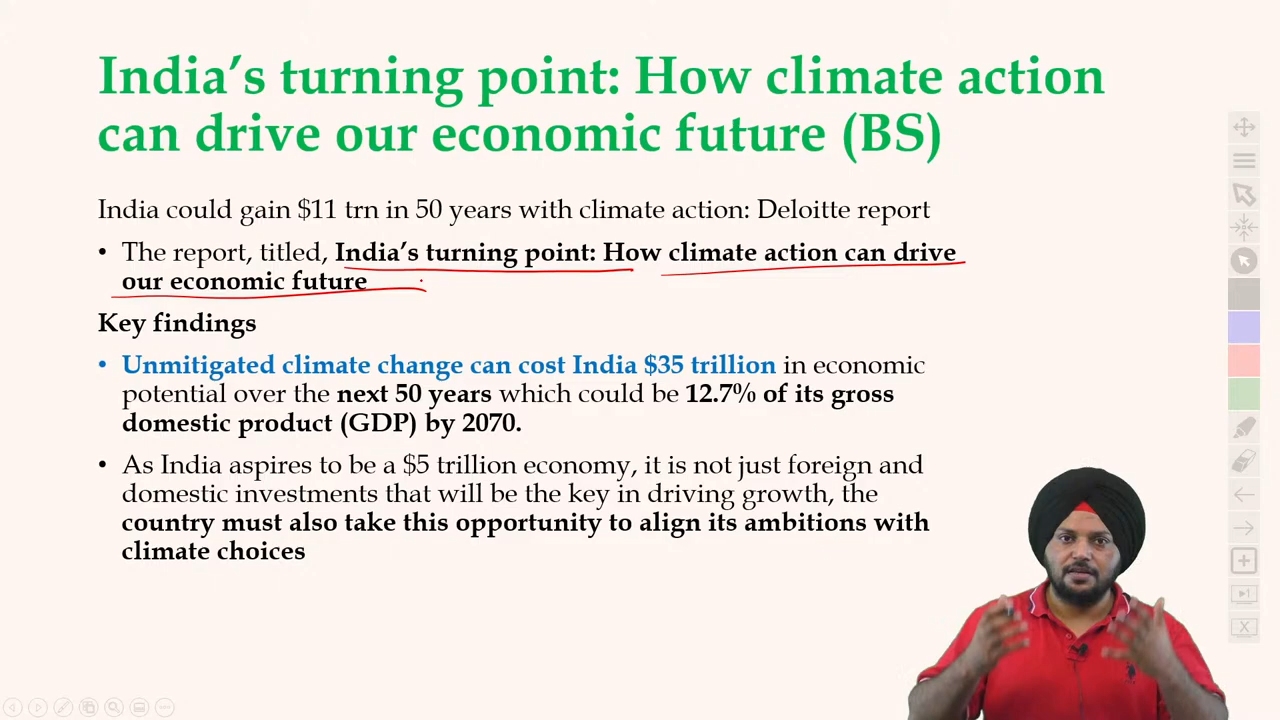 India’s turning point: How climate action
can drive our economic future (BS)
India could gain $11 trn in 50 years with climate action: Deloitte report
• The report, titled, India’s turning point: How climate action can drive
our economic future
Key findings
• Unmitigated climate change can cost India $35 trillion in economic
potential over the next 50 years which could be 12.7% of its gross
domestic product (GDP) by 2070.
• As India aspires to be a $5 trillion economy, it is not just foreign and
domestic investments that will be the key in driving growth, the
country must also take this opportunity to align its ambitions with
climate choices